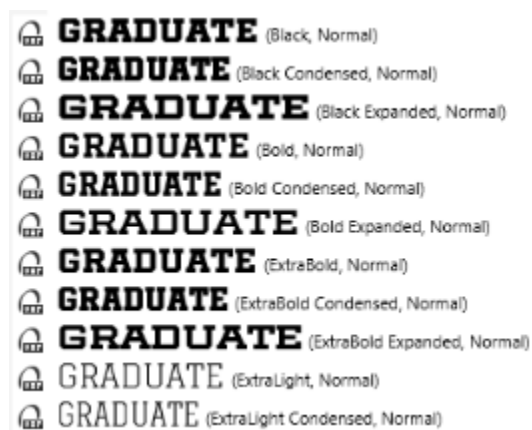 GRADUATE (Black, Normal)
GRADUATE (Black Condensed, Normal)
GRADUATE (Black Expanded, Normal)
GRADUATE (Bold, Normal)
GRADUATE (Bold Condensed, Normal)
GRADUATE (Bold Expanded, Normal)
GRADUATE (ExtraBold, Normal)
GRADUATE (ExtraBold Condensed, Normal)
GRADUATE (ExtraBold Expanded, Normal)
GRADUATE (ExtraLight, Normal)
GRADUATE (ExtraLight Condensed, Normal)